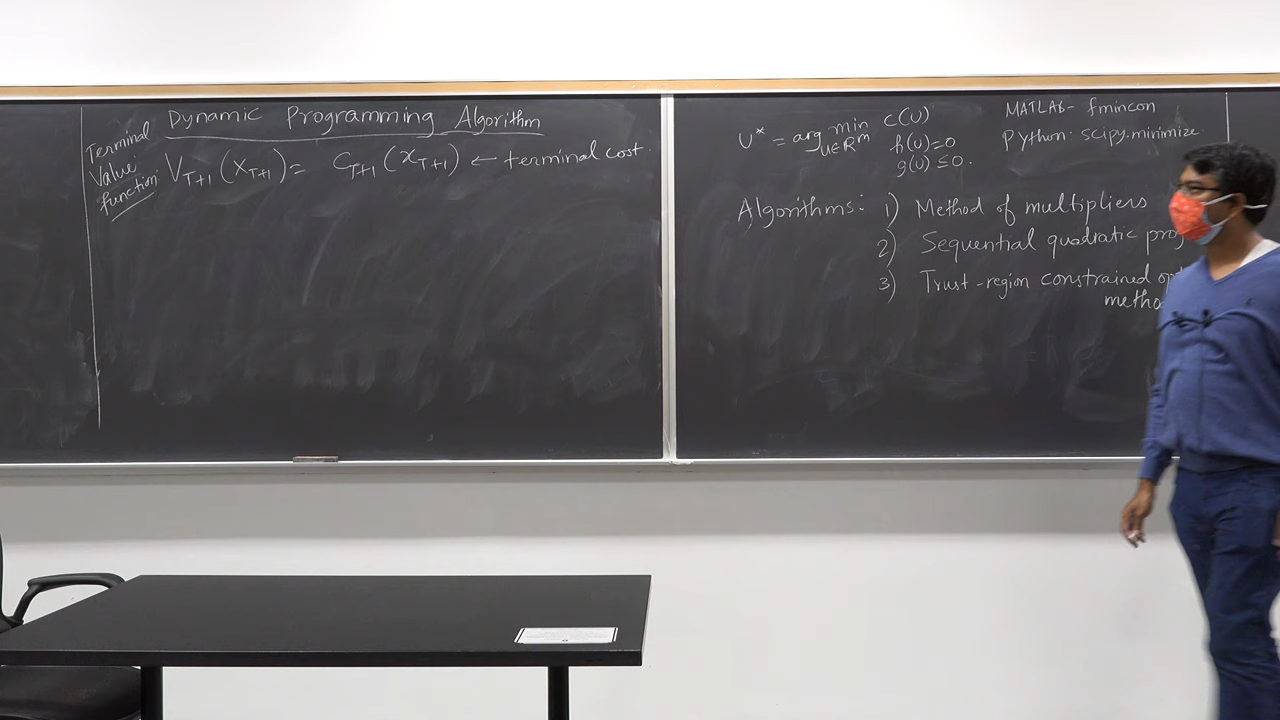 Dynamic Programming Algorithm
Terminal
Value
function:
V_{T+1}(x_{T+1}) = C_{T+1}(x_{T+1}) ← terminal cost.
U* = arg min C(U)
U∈R^m h(U)=0
g(U) ≤ 0.
MATLAB- fmincon
Python: scipy.minimize.
Algorithms: 1) Method of multipliers
2) Sequential quadratic
3) Trust-region constrained